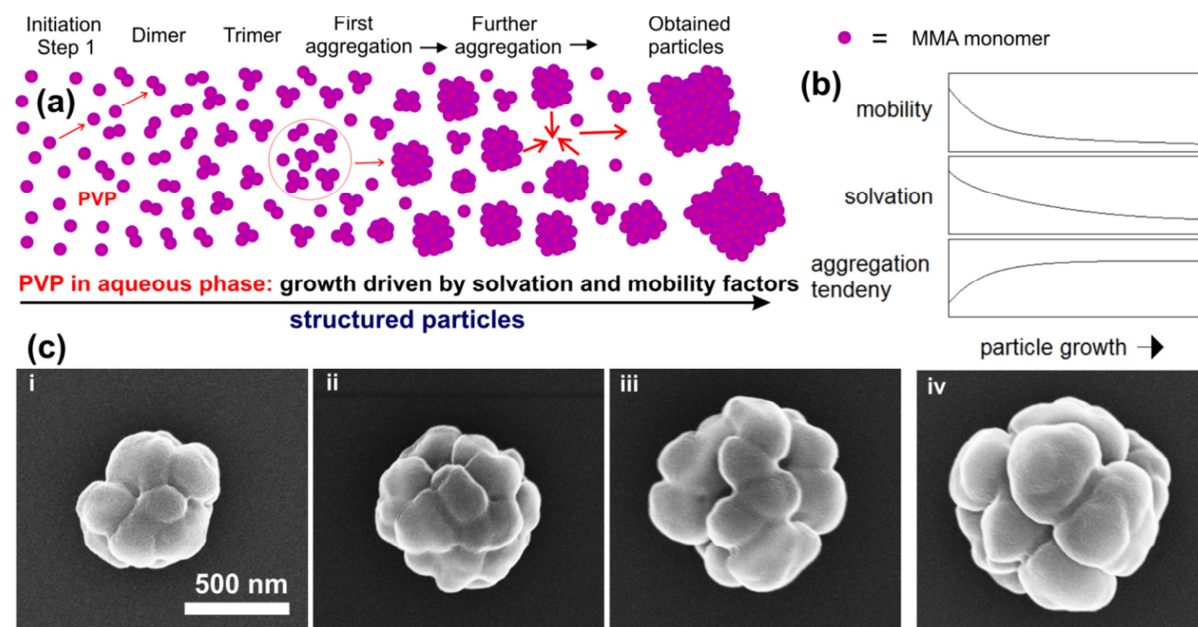 Initiation
Step 1
Dimer
Trimer
First
aggregation
Further
aggregation
Obtained
particles
= MMA monomer
(a)
PVP
PVP in aqueous phase: growth driven by solvation and mobility factors
structured particles
(b)
mobility
solvation
aggregation
tendeny
particle growth
(c)
i
500 nm
ii
iii
iv